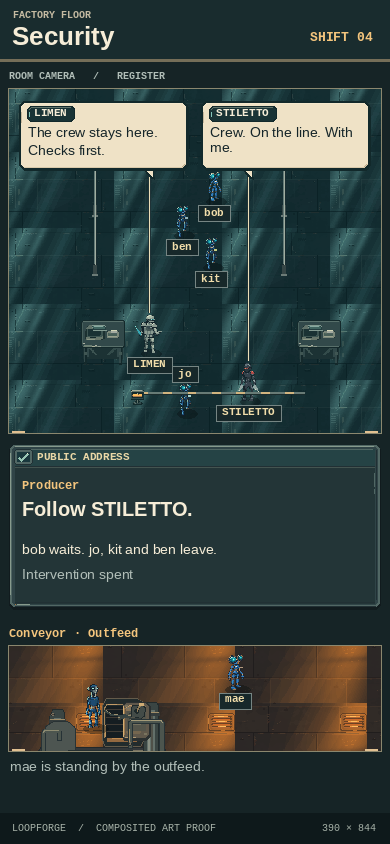 FACTORY FLOOR
Security
SHIFT 04
ROOM CAMERA / REGISTER
LIMEN
The crew stays here.
Checks first.
STILETTO
Crew. On the line. With
me.
bob
ben
kit
LIMEN
jo
STILETTO
PUBLIC ADDRESS
Producer
Follow STILETTO.
bob waits. jo, kit and ben leave.
Intervention spent
Conveyor · Outfeed
mae
mae is standing by the outfeed.
LOOPFORGE / COMPOSITED ART PROOF
390 × 844